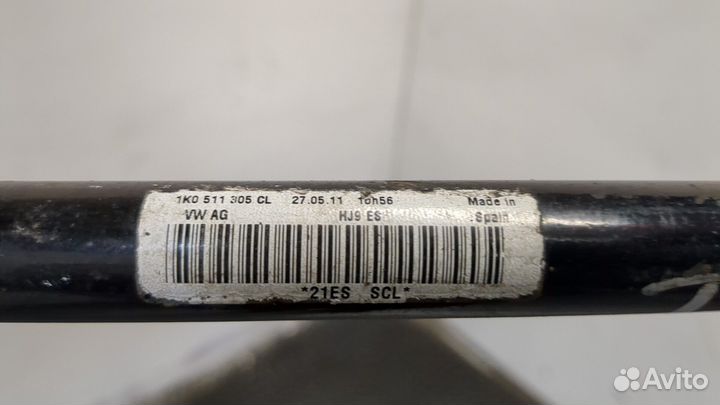 1K0 511 305 CL 27.05.11 10h56 Made in
VW AG HJ9 ES Spain
*21ES SCL*
Avito